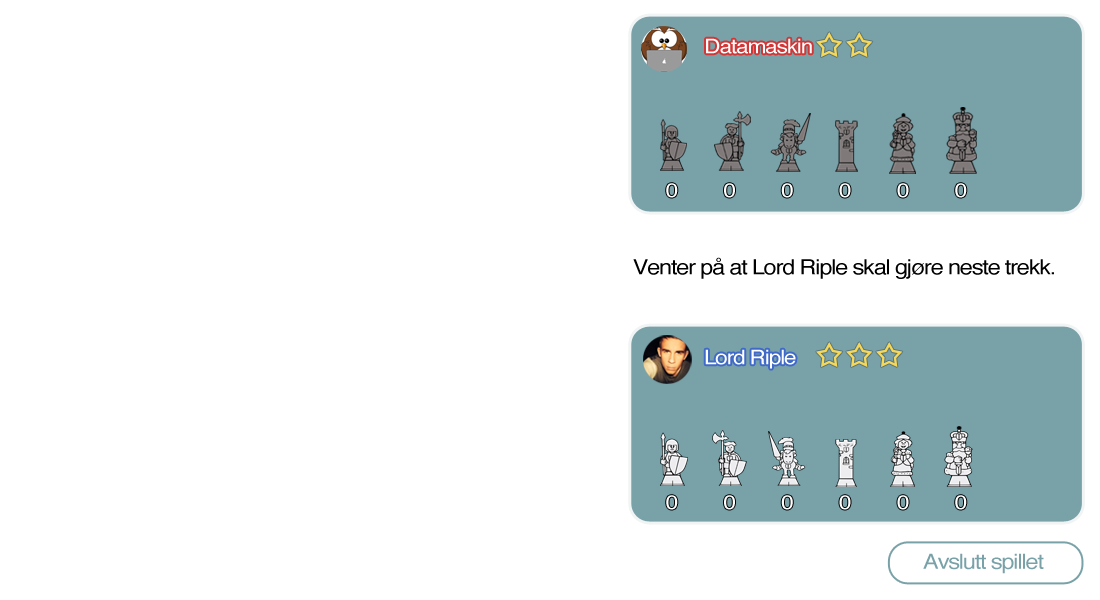 Datamaskin
0 0 0 0 0 0
Venter på at Lord Riple skal gjøre neste trekk.
Lord Riple
0 0 0 0 0 0
Avslutt spillet